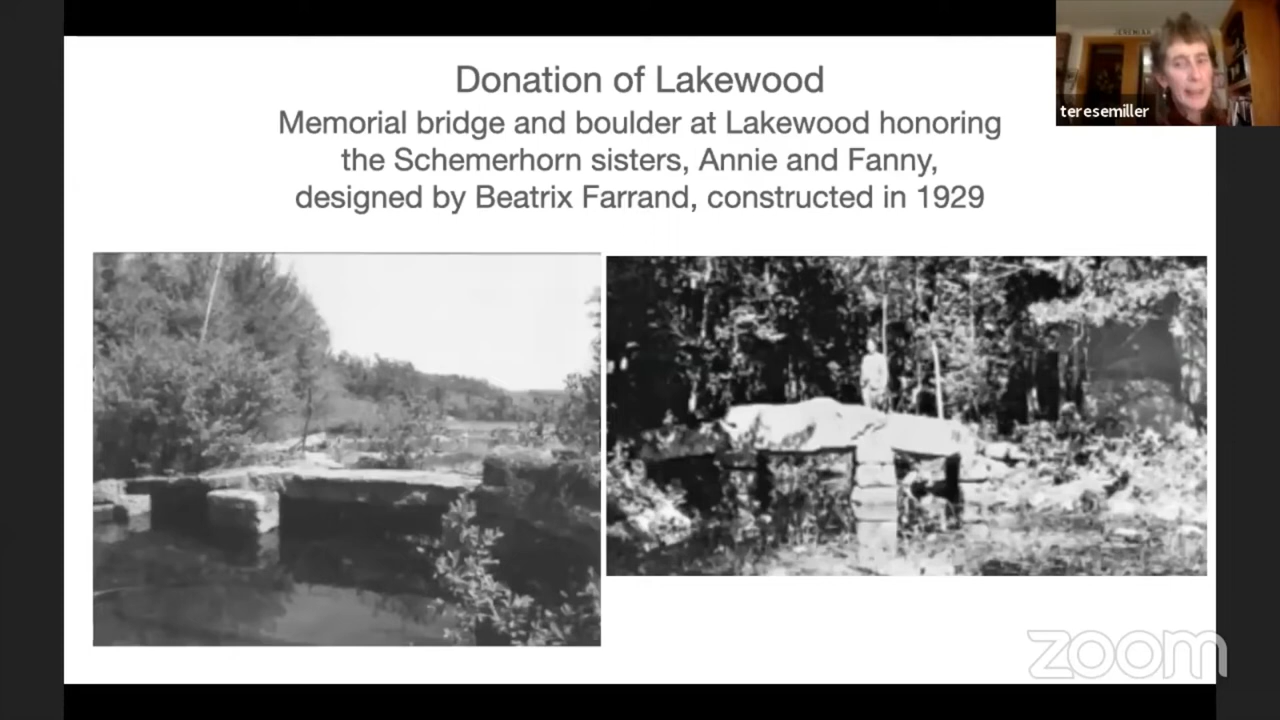 Donation of Lakewood
Memorial bridge and boulder at Lakewood honoring
the Schemerhorn sisters, Annie and Fanny,
designed by Beatrix Farrand, constructed in 1929
teresemiller
zoom